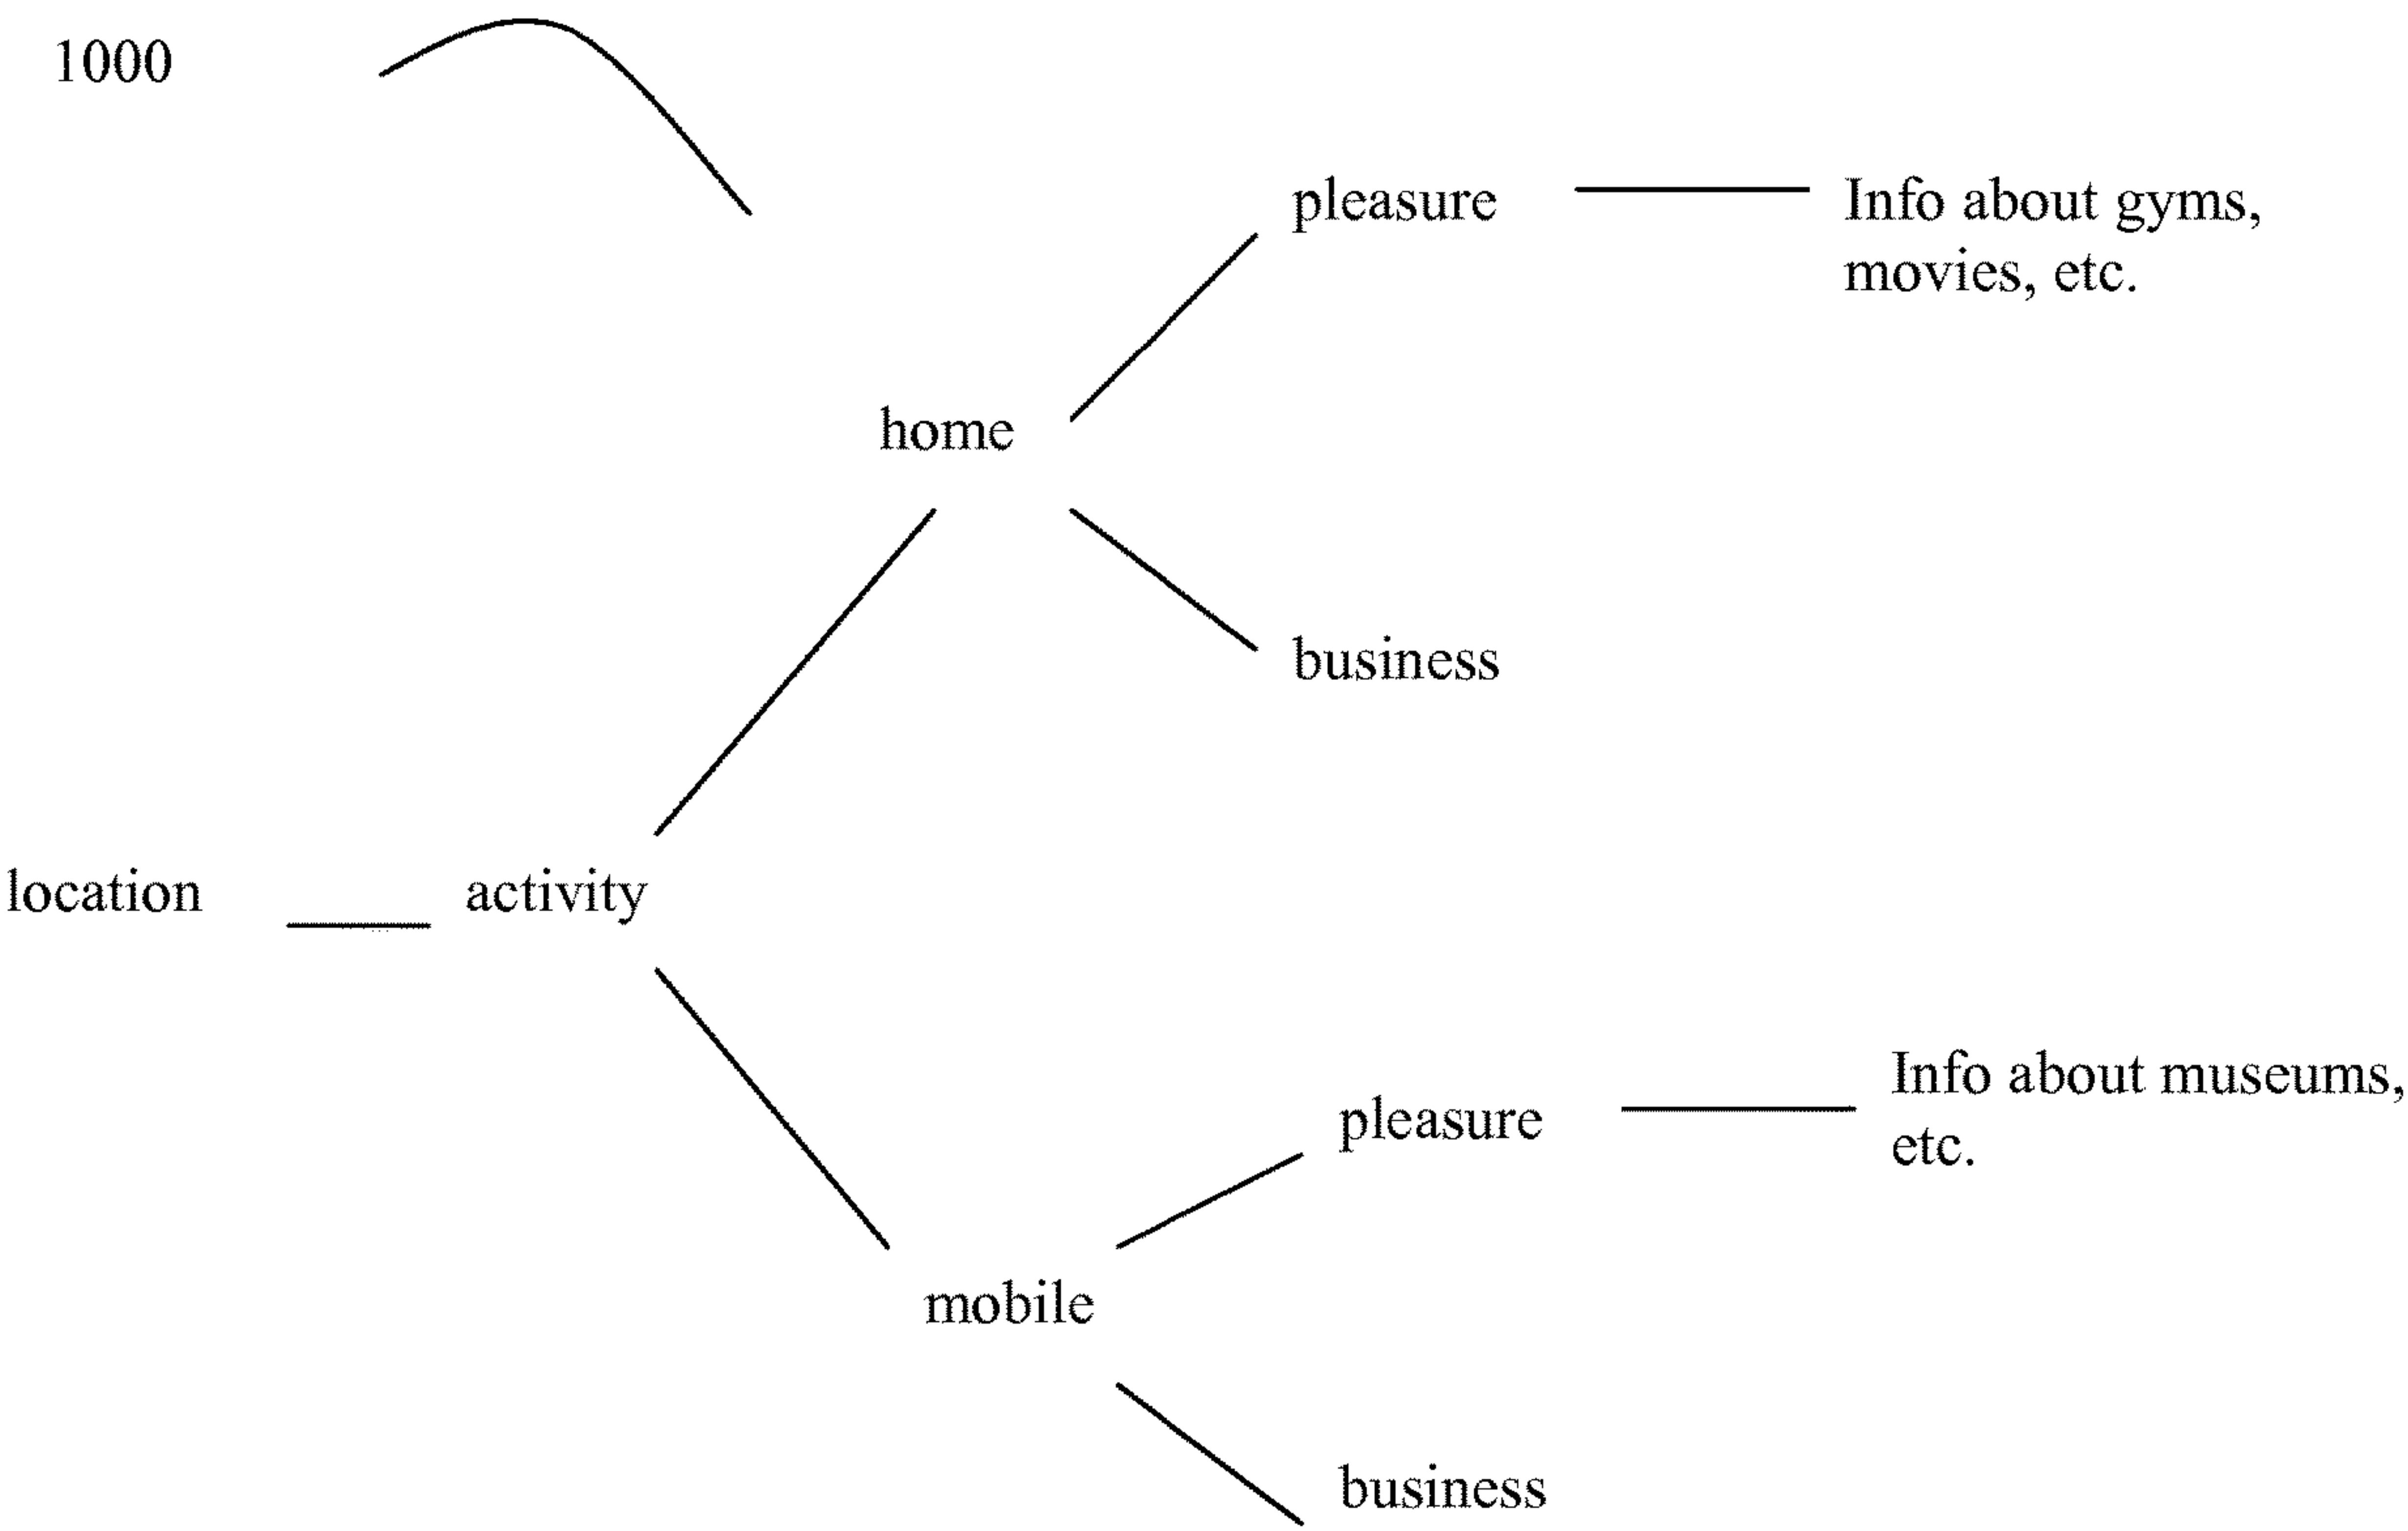 1000
pleasure
Info about gyms,
movies, etc.
home
business
location
activity
pleasure
Info about museums,
etc.
mobile
business